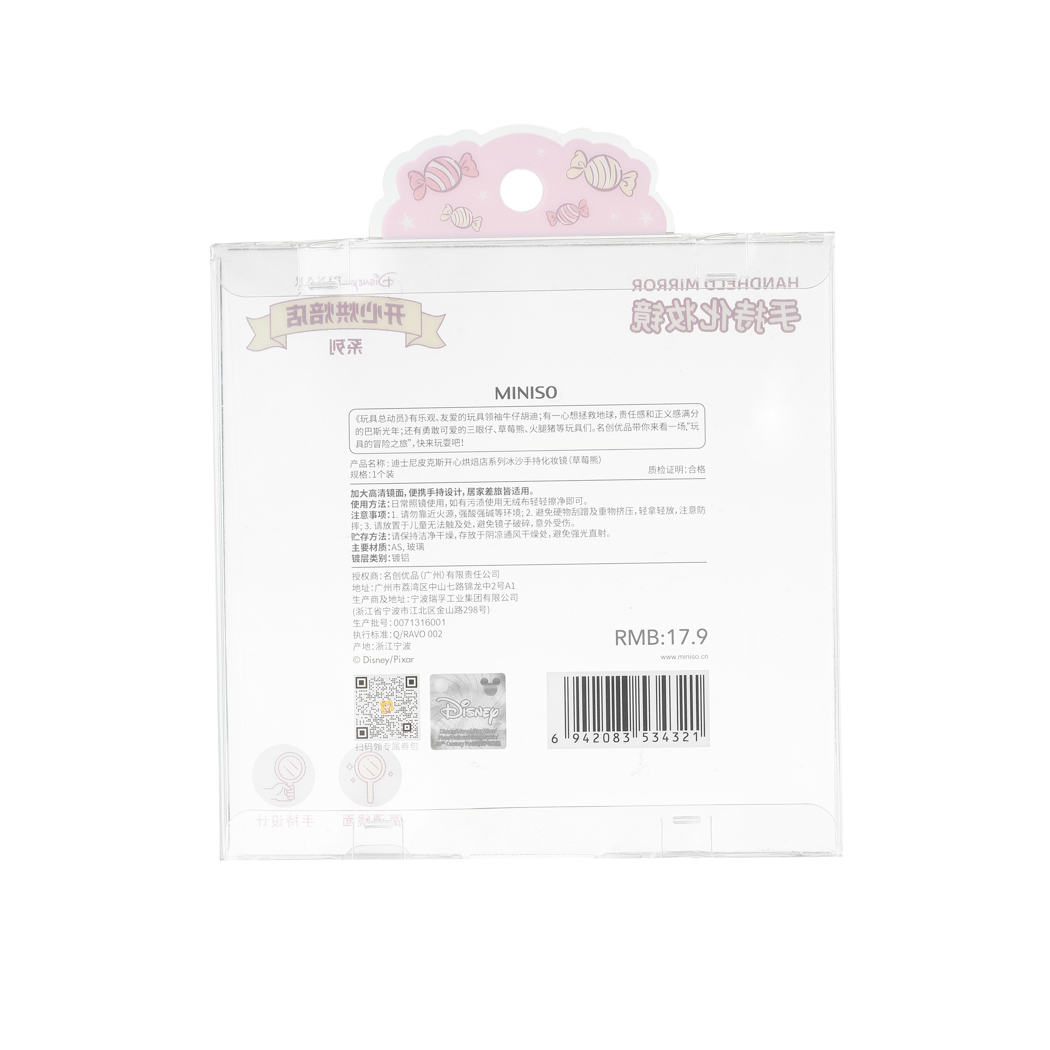 Disney PIXAR
HANDHELD MIRROR
开心烘焙店
手持化妆镜
系列
MINISO
《玩具总动员》有乐观、友爱的玩具领袖牛仔胡迪；有一心想拯救地球，责任感和正义感满分
的巴斯光年；还有勇敢可爱的三眼仔、草莓熊、火腿猪等玩具们。名创优品带你来看一场，“玩
具的冒险之旅”，快来玩耍吧！
产品名称：迪士尼皮克斯开心烘焙店系列冰沙手持化妆镜（草莓熊）
规格：1个装
质检证明：合格
加大高清镜面，便携手持设计，居家差旅皆适用。
使用方法：日常照镜使用，如有污渍使用无绒布轻轻擦净即可。
注意事项：1. 请勿靠近火源，强酸强碱等环境；2. 避免硬物刮蹭及重物挤压，轻拿轻放，注意防
摔；3. 请放置于儿童无法触及处，避免镜子破碎，意外受伤。
贮存方法：请保持洁净干燥，存放于阴凉通风干燥处，避免强光直射。
主要材质：AS, 玻璃
镀层类别：镀铝
授权商：名创优品（广州）有限责任公司
地址：广州市荔湾区中山七路锦龙中2号A1
生产商及地址：宁波瑞孚工业集团有限公司
（浙江省宁波市江北区金山路298号）
生产批号：0071316001
执行标准：Q/RAVO 002
产地：浙江宁波
© Disney/Pixar
RMB:17.9
www.miniso.cn
Disney
6 942083 534321
扫码领专属券包
手持设计